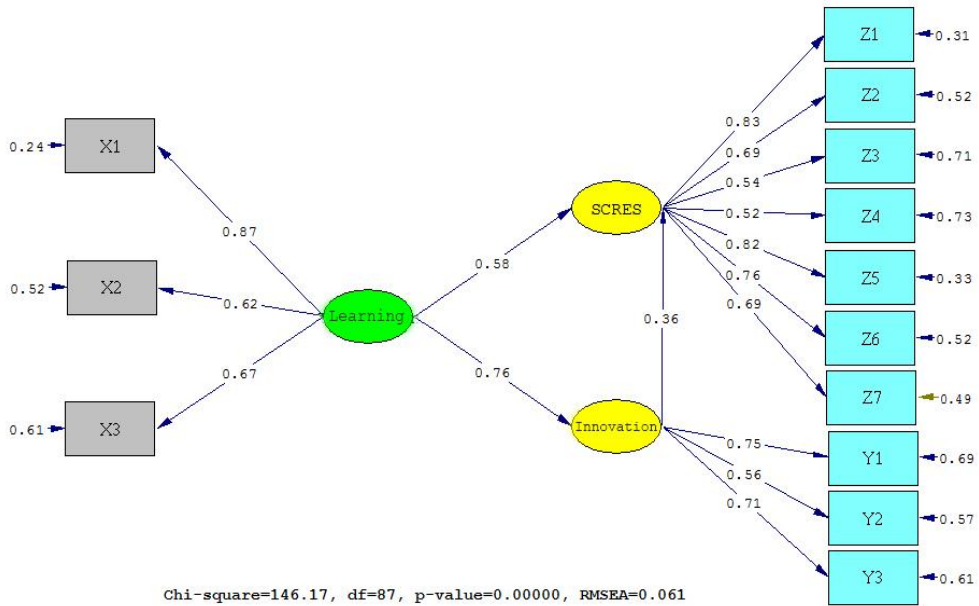 Z1
0.31
Z2
0.52
0.83
0.24
X1
0.69
Z3
0.71
0.54
SCRES
0.52
Z4
0.73
0.87
0.82
0.58
0.76
Z5
0.33
0.52
X2
0.62
0.69
Learning
0.36
Z6
0.52
0.67
0.76
Z7
0.49
0.61
X3
Innovation
0.75
Y1
0.69
0.56
0.71
Y2
0.57
Y3
0.61
Chi-square=146.17, df=87, p-value=0.00000, RMSEA=0.061